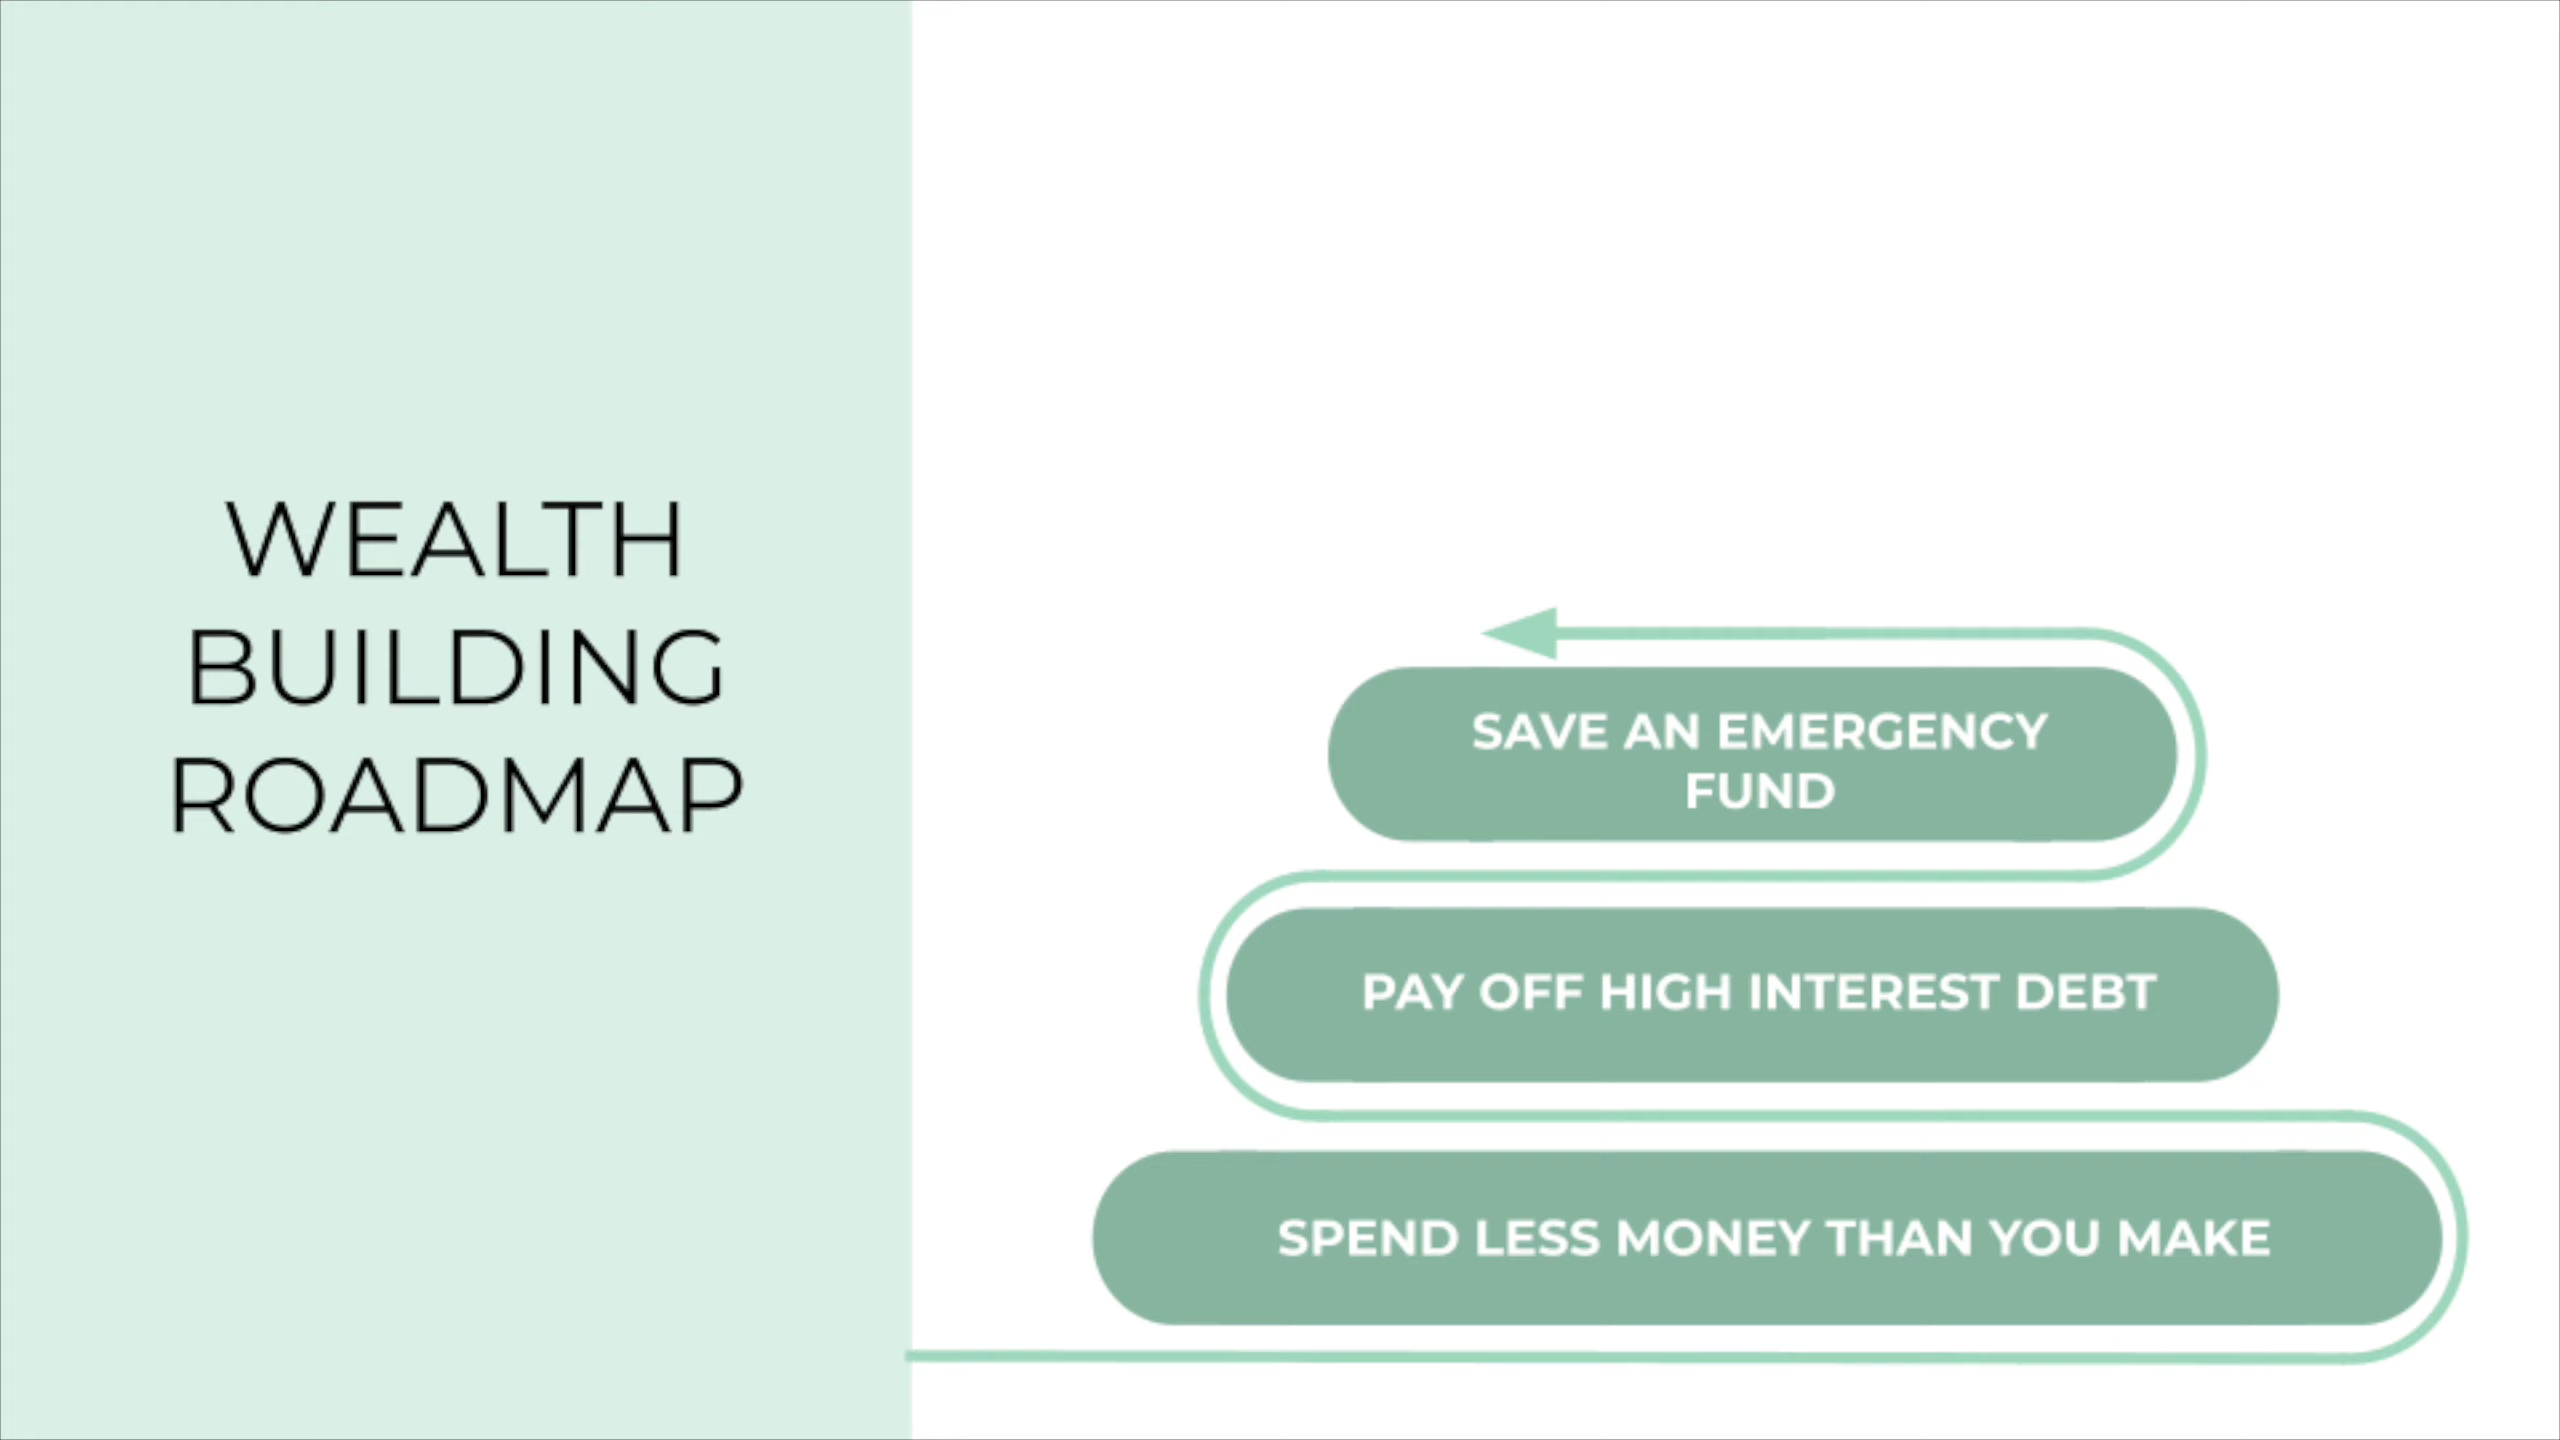 WEALTH
BUILDING
ROADMAP
SAVE AN EMERGENCY
FUND
PAY OFF HIGH INTEREST DEBT
SPEND LESS MONEY THAN YOU MAKE